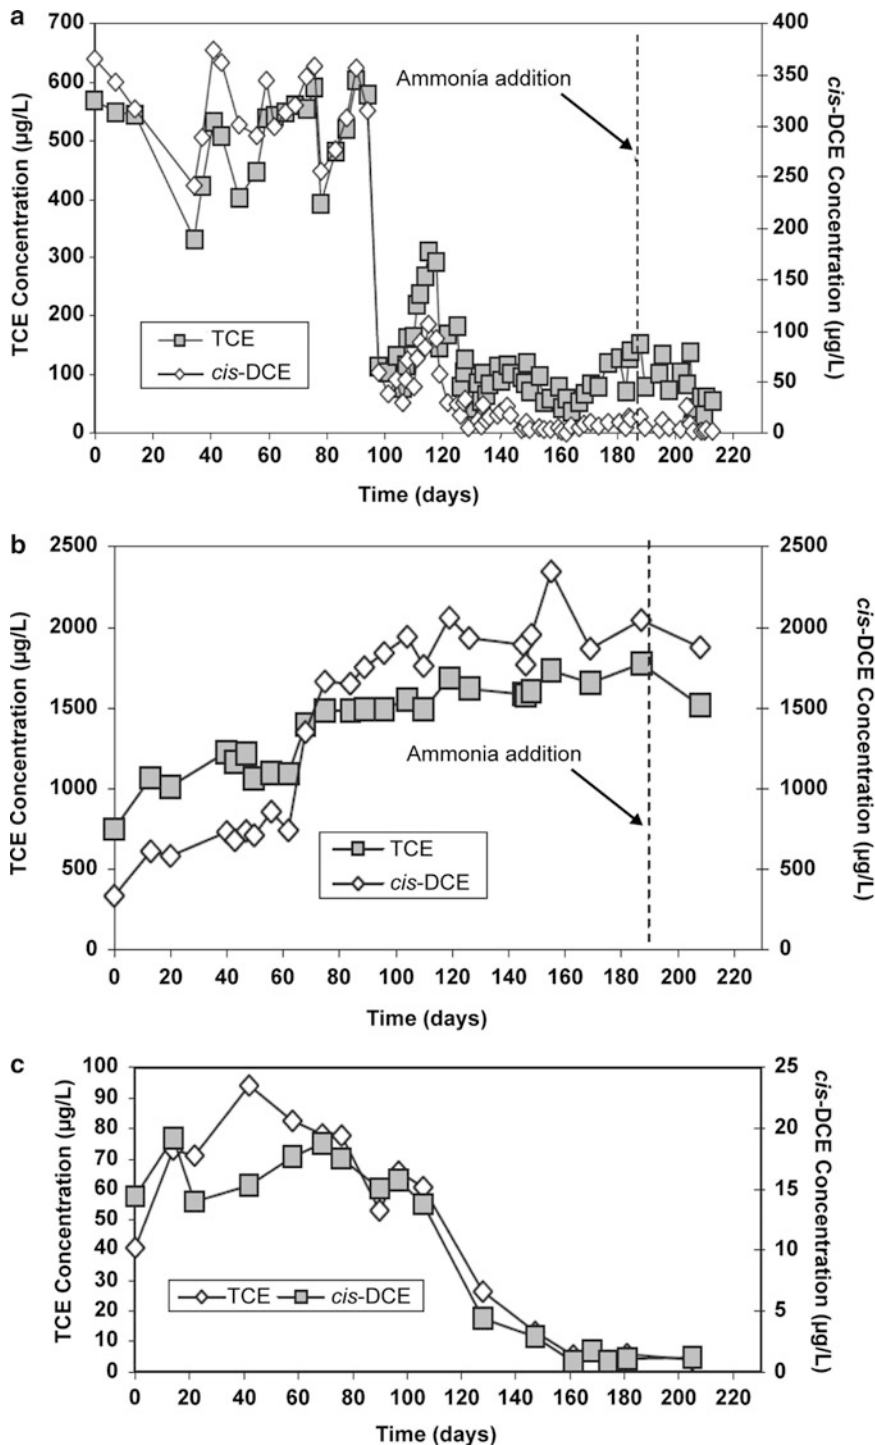 a
TCE Concentration (µg/L)
700
600
500
400
300
200
100
0
Ammonia addition
TCE
cis-DCE
400
350
300
250
200
150
100
50
0
cis-DCE Concentration (µg/L)
0 20 40 60 80 100 120 140 160 180 200 220
Time (days)
b
TCE Concentration (µg/L)
2500
2000
1500
1000
500
0
Ammonia addition
TCE
cis-DCE
2500
2000
1500
1000
500
0
cis-DCE Concentration (µg/L)
0 20 40 60 80 100 120 140 160 180 200 220
Time (days)
c
TCE Concentration (µg/L)
100
90
80
70
60
50
40
30
20
10
0
TCE cis-DCE
25
20
15
10
5
0
cis-DCE Concentration (µg/L)
0 20 40 60 80 100 120 140 160 180 200 220
Time (days)